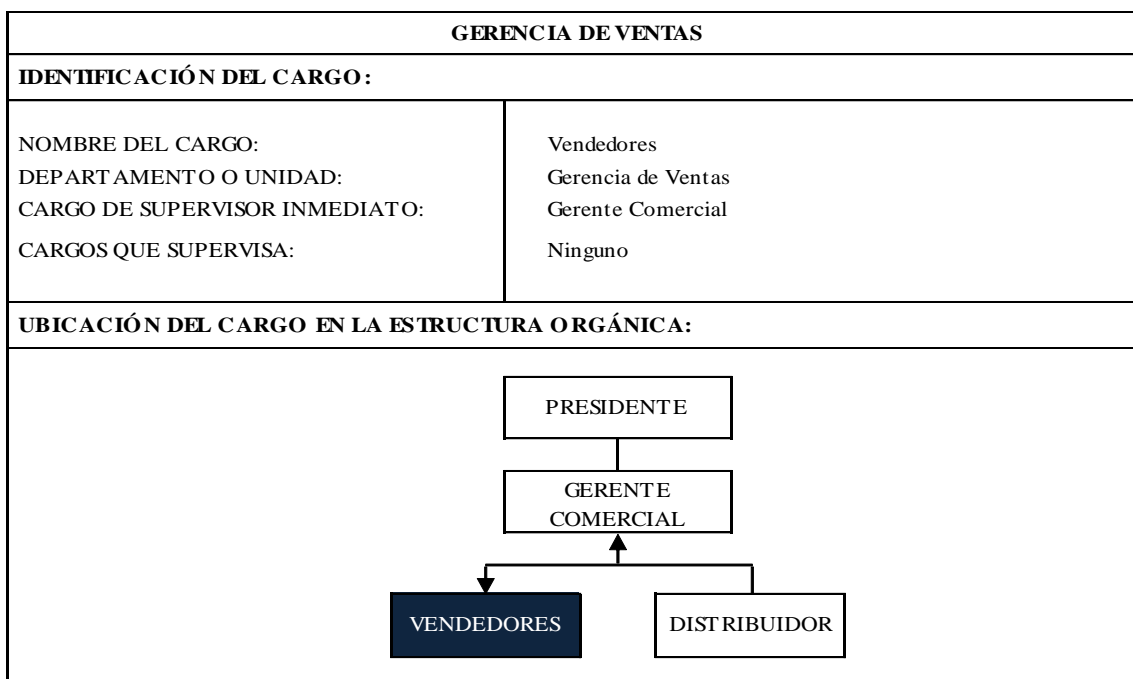 GERENCIA DE VENTAS
IDENTIFICACIÓN DEL CARGO:
NOMBRE DEL CARGO: Vendedores
DEPARTAMENTO O UNIDAD: Gerencia de Ventas
CARGO DE SUPERVISOR INMEDIATO: Gerente Comercial
CARGOS QUE SUPERVISA: Ninguno
UBICACIÓN DEL CARGO EN LA ESTRUCTURA ORGÁNICA:
PRESIDENTE
GERENTE
COMERCIAL
VENDEDORES DISTRIBUIDOR